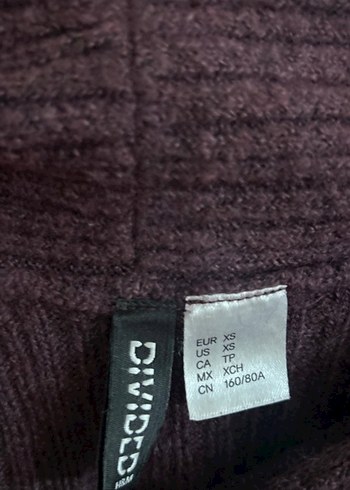 DIVIDED
H&M
EUR XS
US XS
CA TP
MX XCH
CN 160/80A